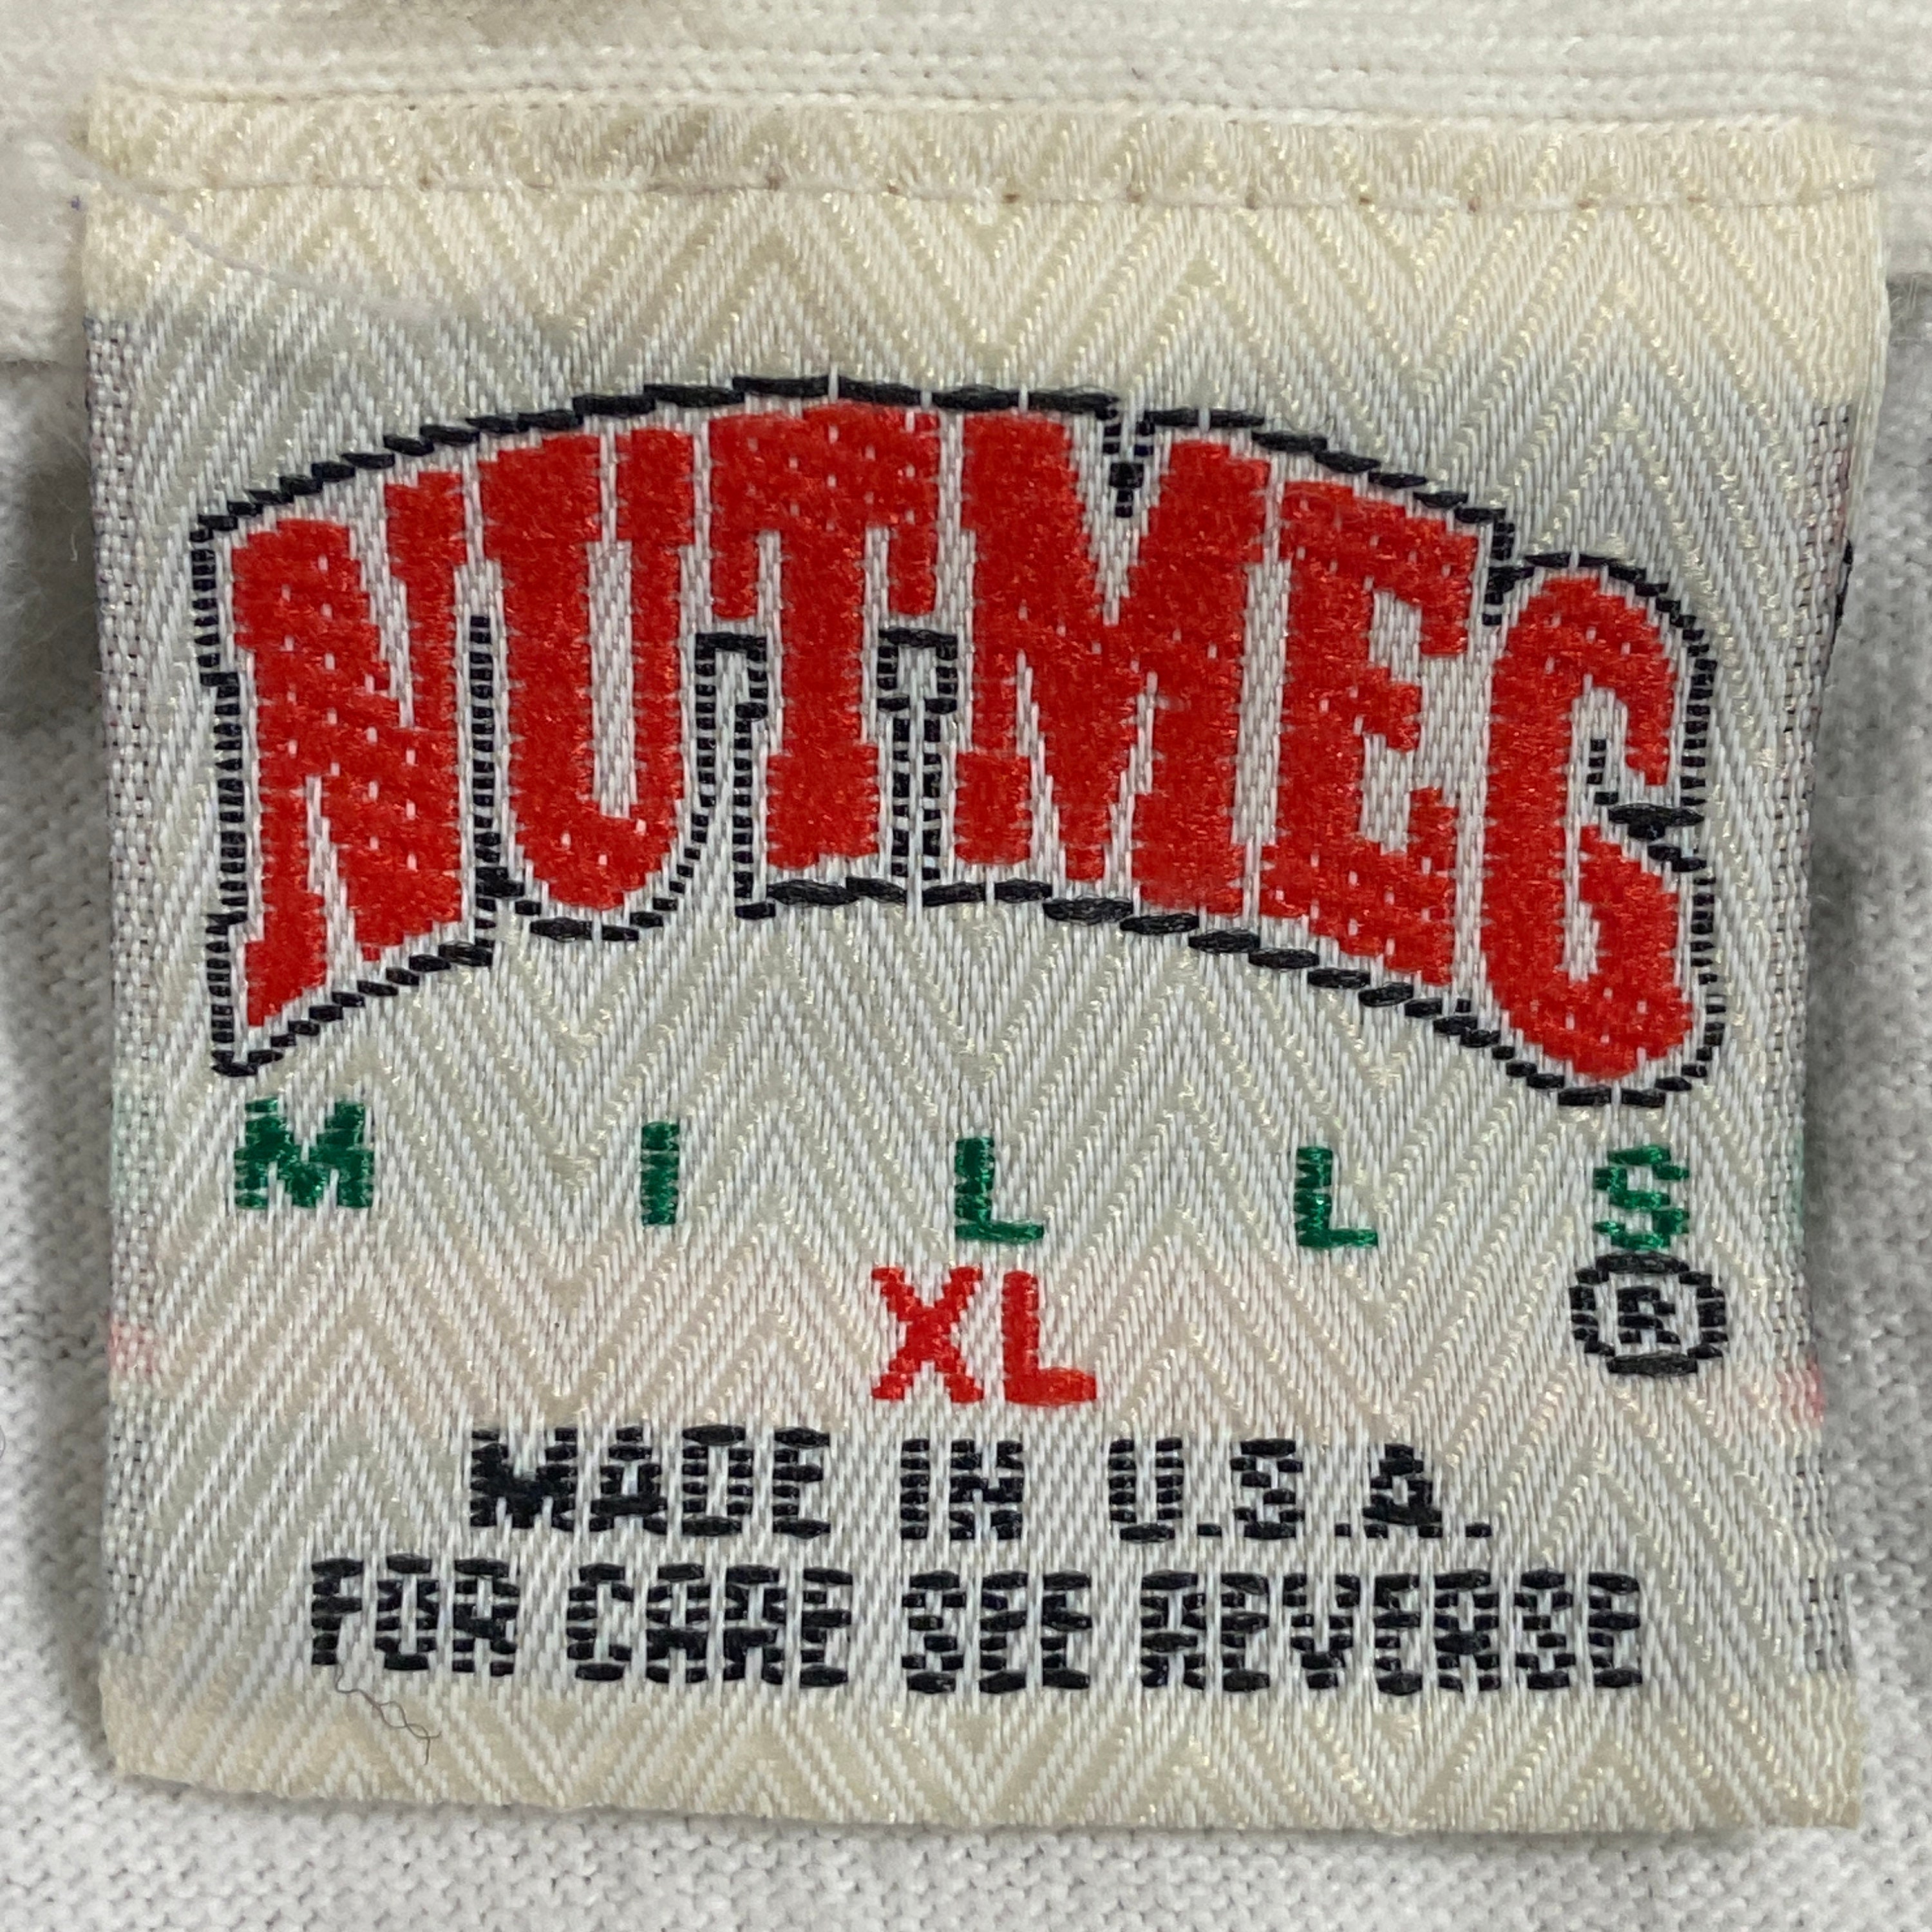 NUTMEG
MILLS
®
XL
MADE IN U.S.A.
FOR CARE SEE REVERSE